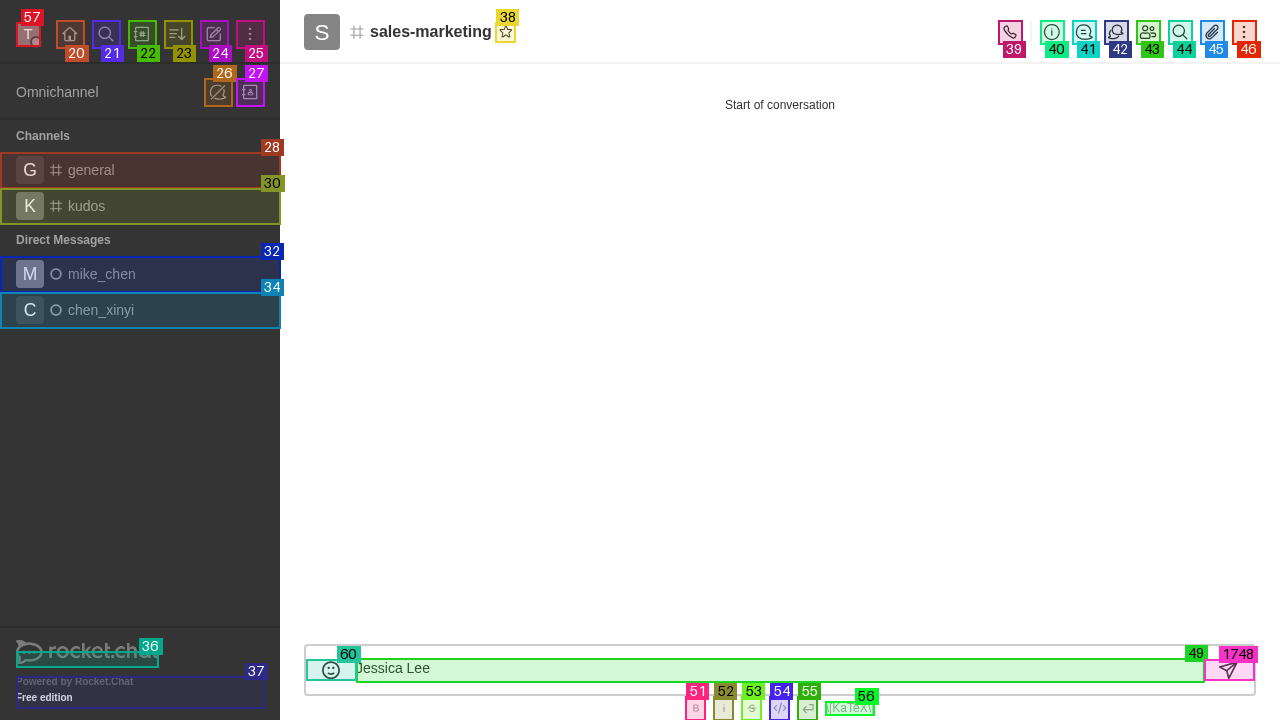 57
T
20
21
22
23
24
25
38
S
sales-marketing
39
40
41
42
43
44
45
46
Omnichannel
26
27
Start of conversation
Channels
28
G general
30
K kudos
Direct Messages
32
M mike_chen
34
C chen_xinyi
36
rocket.chat
37
Powered by Rocket.Chat
Free edition
60
49
1748
Jessica Lee
51
52
53
54
55
56
B
i
S
</>
\[KaTeX\]